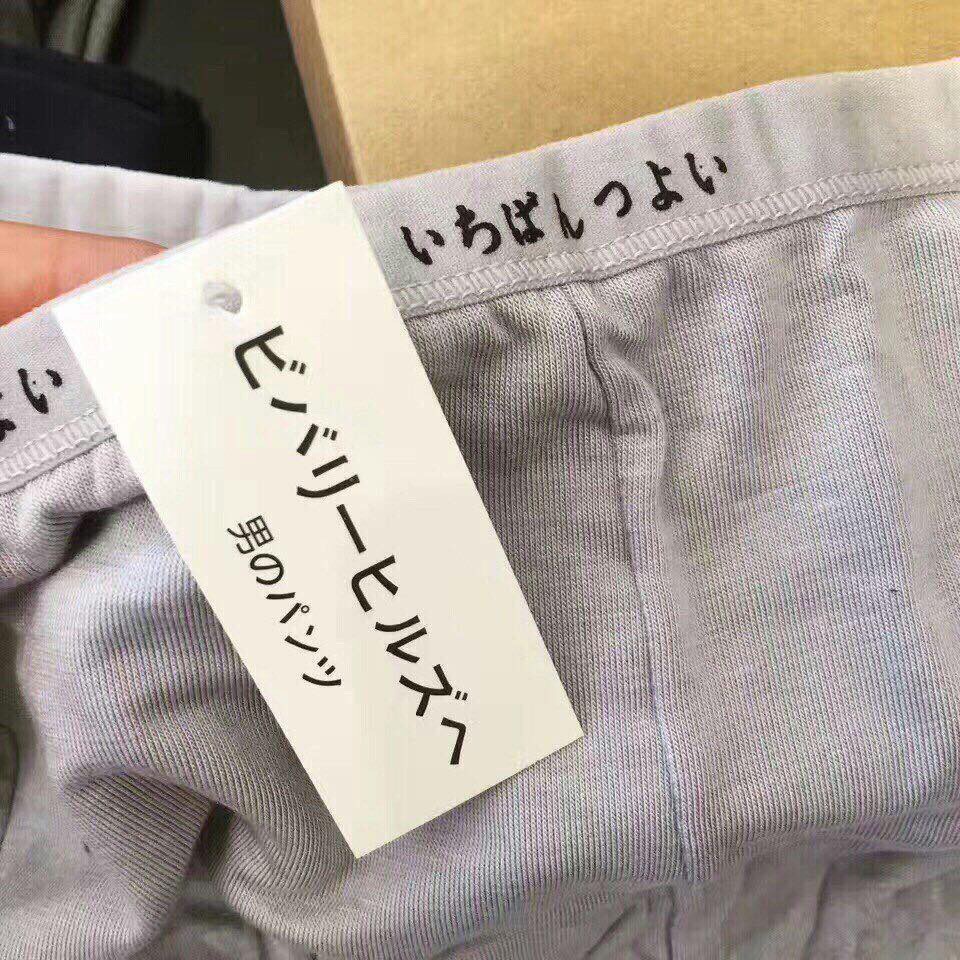 いちばんつよい
よい
ビノバリーヒルズへ
男のパンツ